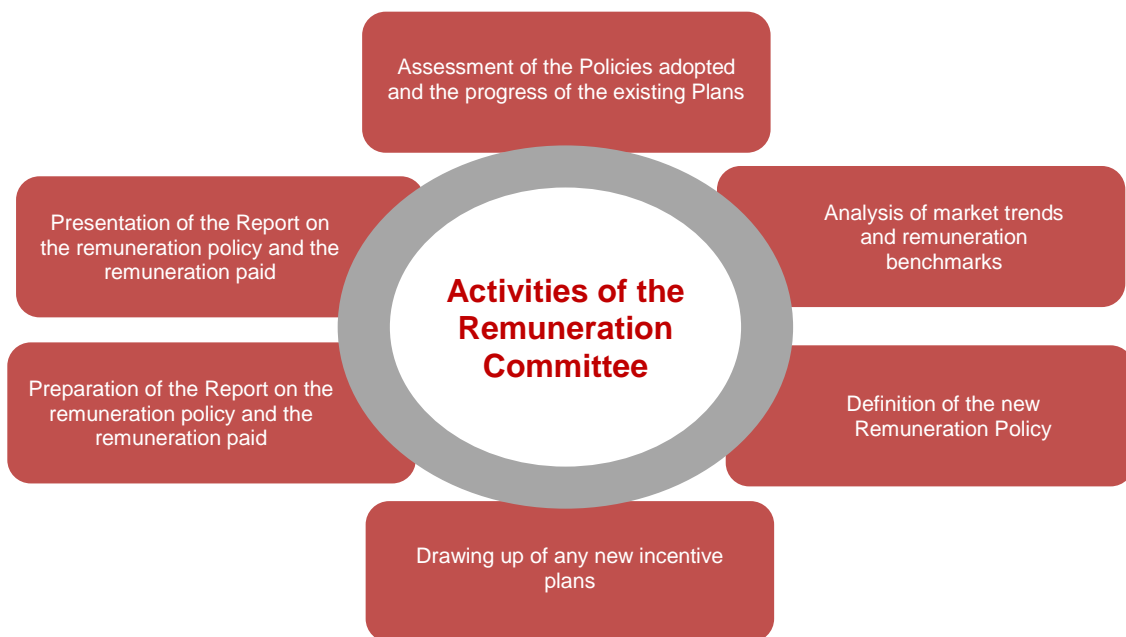 Assessment of the Policies adopted
and the progress of the existing Plans
Presentation of the Report on
the remuneration policy and the
remuneration paid
Analysis of market trends
and remuneration
benchmarks
Activities of the
Remuneration
Committee
Preparation of the Report on the
remuneration policy and the
remuneration paid
Definition of the new
Remuneration Policy
Drawing up of any new incentive
plans